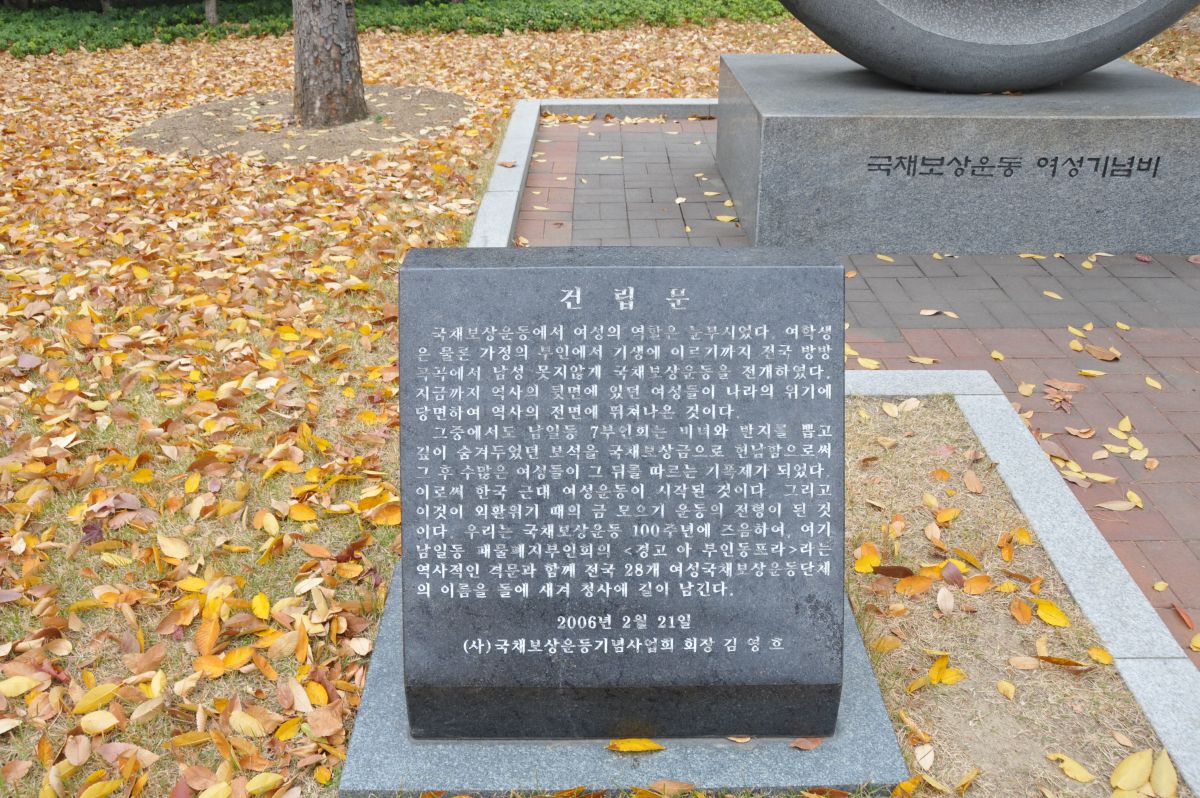 국채보상운동 여성기념비
건 립 문
국채보상운동에서 여성의 역할은 눈부시었다. 여학생
은 물론 가정의 부인에서 기생에 이르기까지 전국 방방
곡곡에서 남성 못지않게 국채보상운동을 전개하였다.
지금까지 역사의 뒷면에 있던 여성들이 나라의 위기에
당면하여 역사의 전면에 뛰쳐나온 것이다.
그중에서도 남일동 7부인회는 비녀와 반지를 뽑고
깊이 숨겨두었던 보석을 국채보상금으로 헌납함으로써
그 후 수많은 여성들이 그 뒤를 따르는 기폭제가 되었다.
이로써 한국 근대 여성운동이 시작된 것이다. 그리고
이것이 외환위기 때의 금 모으기 운동의 전령이 된 것
이다. 우리는 국채보상운동 100주년에 즈음하여, 여기
남일동 패물폐지부인회의 <경고 아 부인동포라>라는
역사적인 격문과 함께 전국 28개 여성국채보상운동단체
의 이름을 돌에 새겨 청사에 길이 남긴다.
2006년 2월 21일
(사)국채보상운동기념사업회 회장 김 영 호